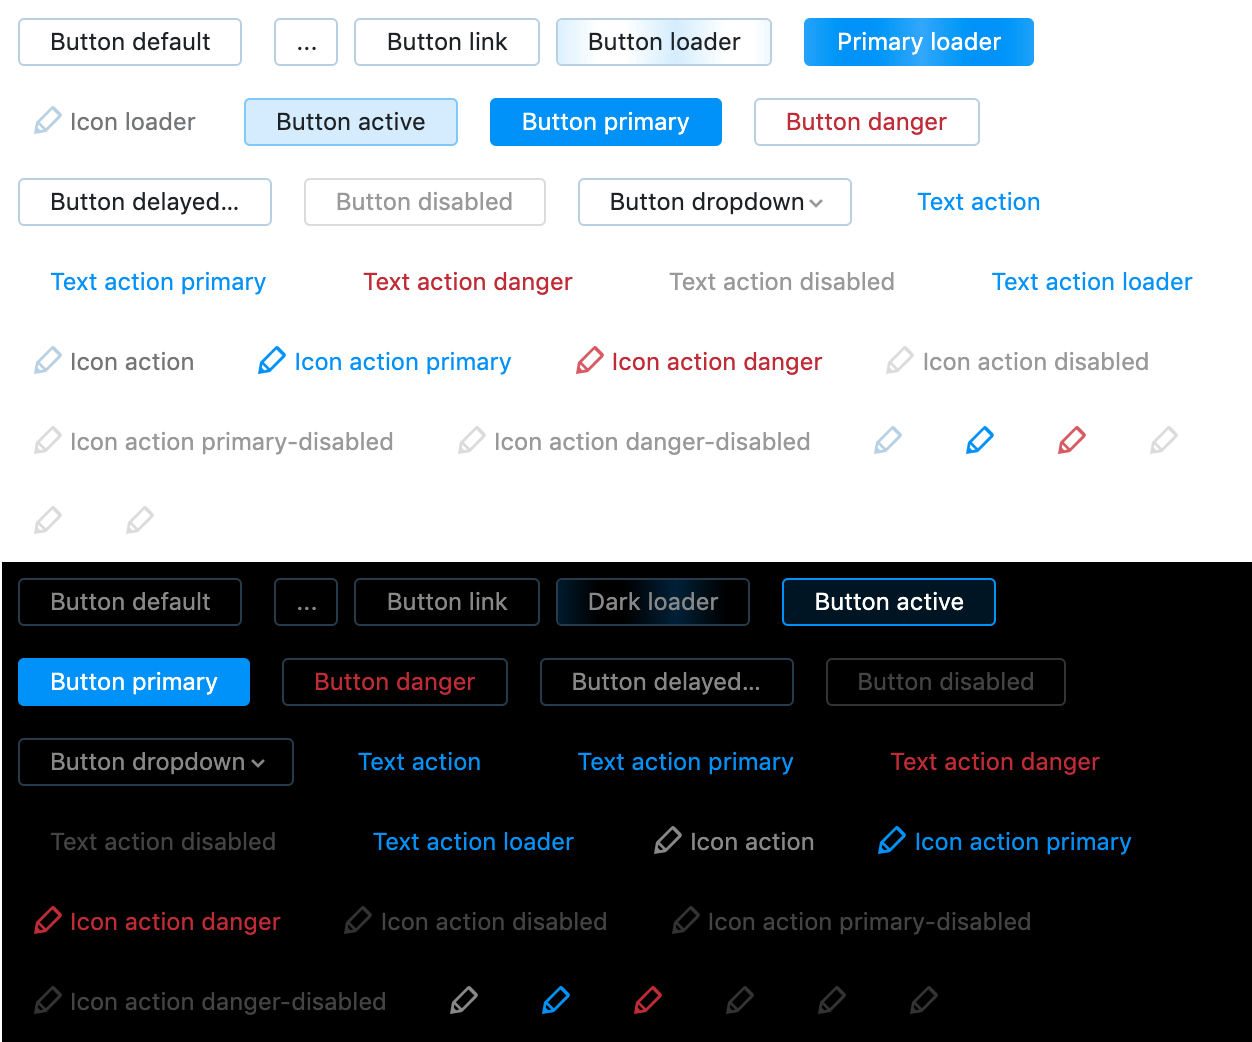 Button default ... Button link Button loader Primary loader
Icon loader Button active Button primary Button danger
Button delayed... Button disabled Button dropdown Text action
Text action primary Text action danger Text action disabled Text action loader
Icon action Icon action primary Icon action danger Icon action disabled
Icon action primary-disabled Icon action danger-disabled
Button default ... Button link Dark loader Button active
Button primary Button danger Button delayed... Button disabled
Button dropdown Text action Text action primary Text action danger
Text action disabled Text action loader Icon action Icon action primary
Icon action danger Icon action disabled Icon action primary-disabled
Icon action danger-disabled